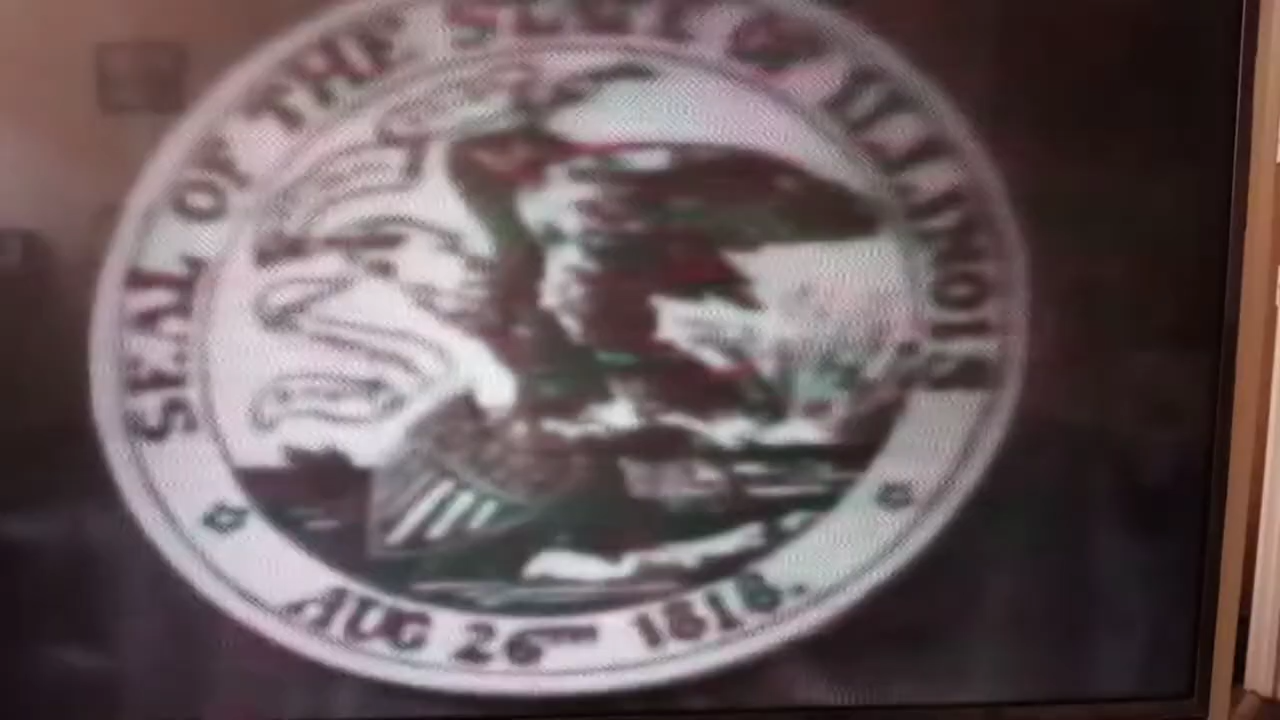 SEAL OF THE STATE OF ILLINOIS
AUG 26TH 1818.